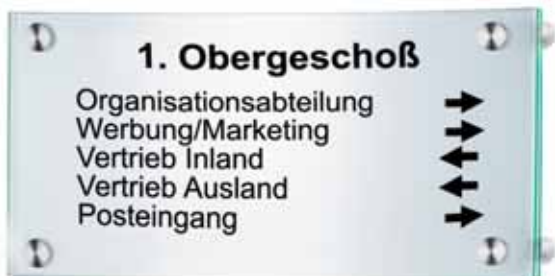 1. Obergeschoß
Organisationsabteilung →
Werbung/Marketing →
Vertrieb Inland ←
Vertrieb Ausland ←
Posteingang →